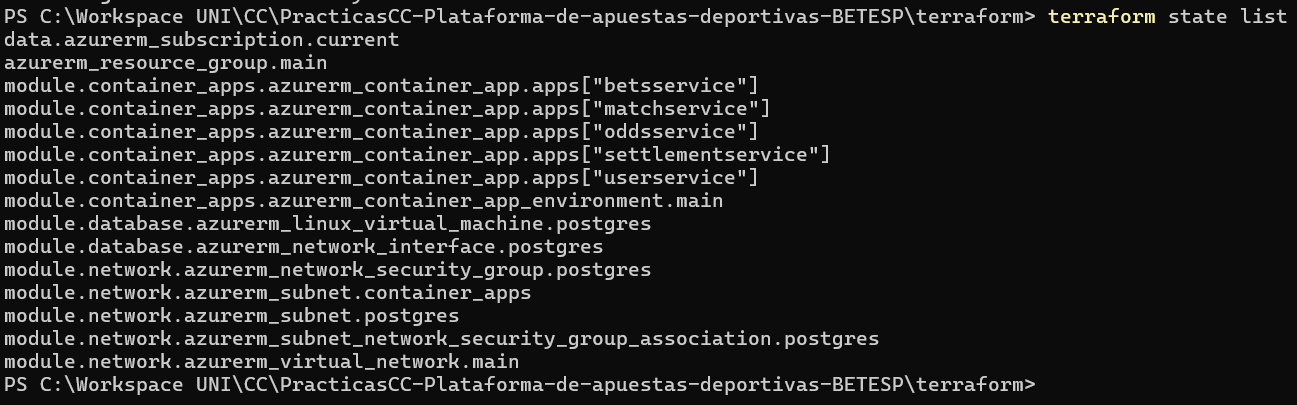 PS C:\Workspace UNI\CC\PracticasCC-Plataforma-de-apuestas-deportivas-BETESP\terraform> terraform state list
data.azurerm_subscription.current
azurerm_resource_group.main
module.container_apps.azurerm_container_app.apps["betsservice"]
module.container_apps.azurerm_container_app.apps["matchservice"]
module.container_apps.azurerm_container_app.apps["oddsservice"]
module.container_apps.azurerm_container_app.apps["settlementservice"]
module.container_apps.azurerm_container_app.apps["userservice"]
module.container_apps.azurerm_container_app_environment.main
module.database.azurerm_linux_virtual_machine.postgres
module.database.azurerm_network_interface.postgres
module.network.azurerm_network_security_group.postgres
module.network.azurerm_subnet.container_apps
module.network.azurerm_subnet.postgres
module.network.azurerm_subnet_network_security_group_association.postgres
module.network.azurerm_virtual_network.main
PS C:\Workspace UNI\CC\PracticasCC-Plataforma-de-apuestas-deportivas-BETESP\terraform>